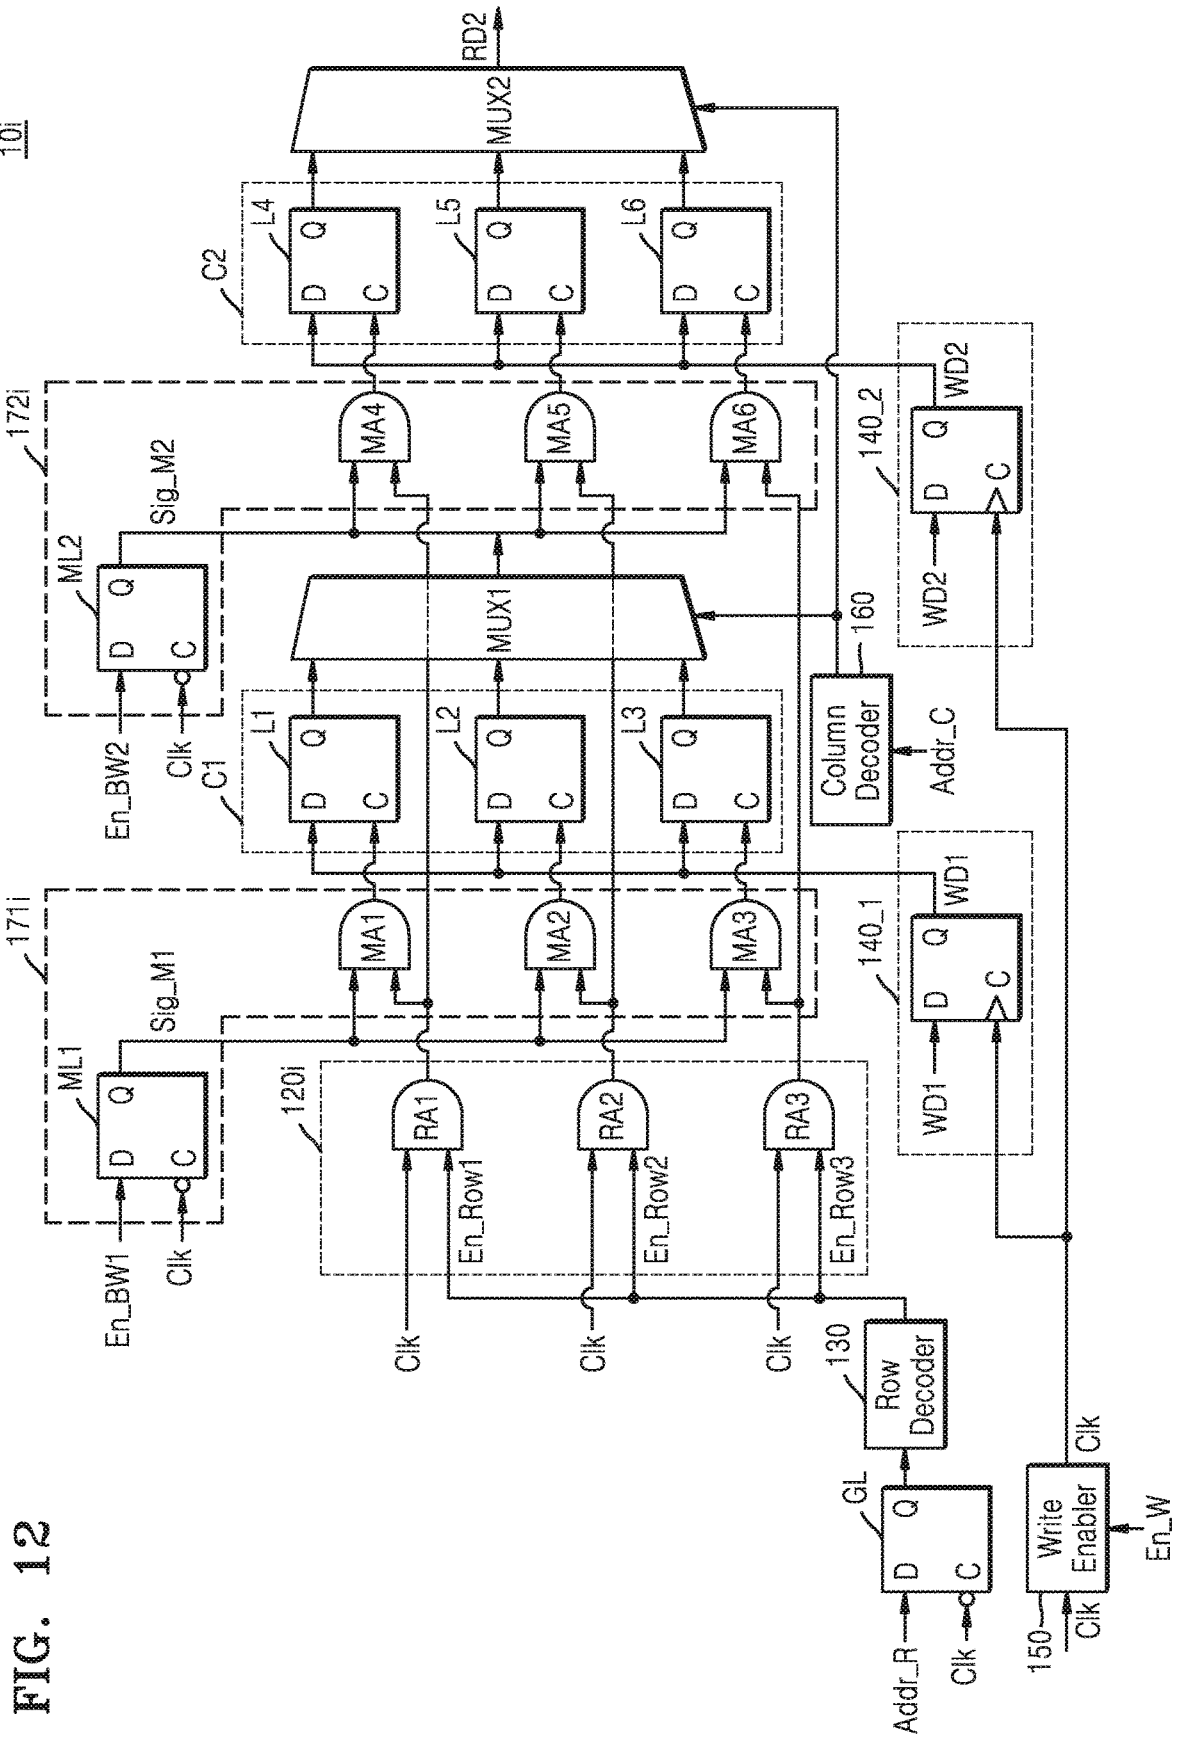 FIG. 12
10i
171i
172i
ML1
ML2
D
Q
C
D
Q
C
En_BW1
Clk
Sig_M1
En_BW2
Clk
Sig_M2
120i
MA1
C1
L1
MA4
C2
L4
D
Q
C
D
Q
C
Clk
RA1
En_Row1
MA2
L2
D
Q
C
MUX1
MA5
L5
D
Q
C
MUX2
RD2
Clk
RA2
En_Row2
MA3
L3
D
Q
C
MA6
L6
D
Q
C
Clk
RA3
En_Row3
130
Row
Decoder
GL
D
Q
C
Addr_R
Clk
Column
Decoder
160
Addr_C
140_1
WD1
D
Q
C
WD1
140_2
WD2
D
Q
C
WD2
150
Clk
Write
Enabler
Clk
En_W